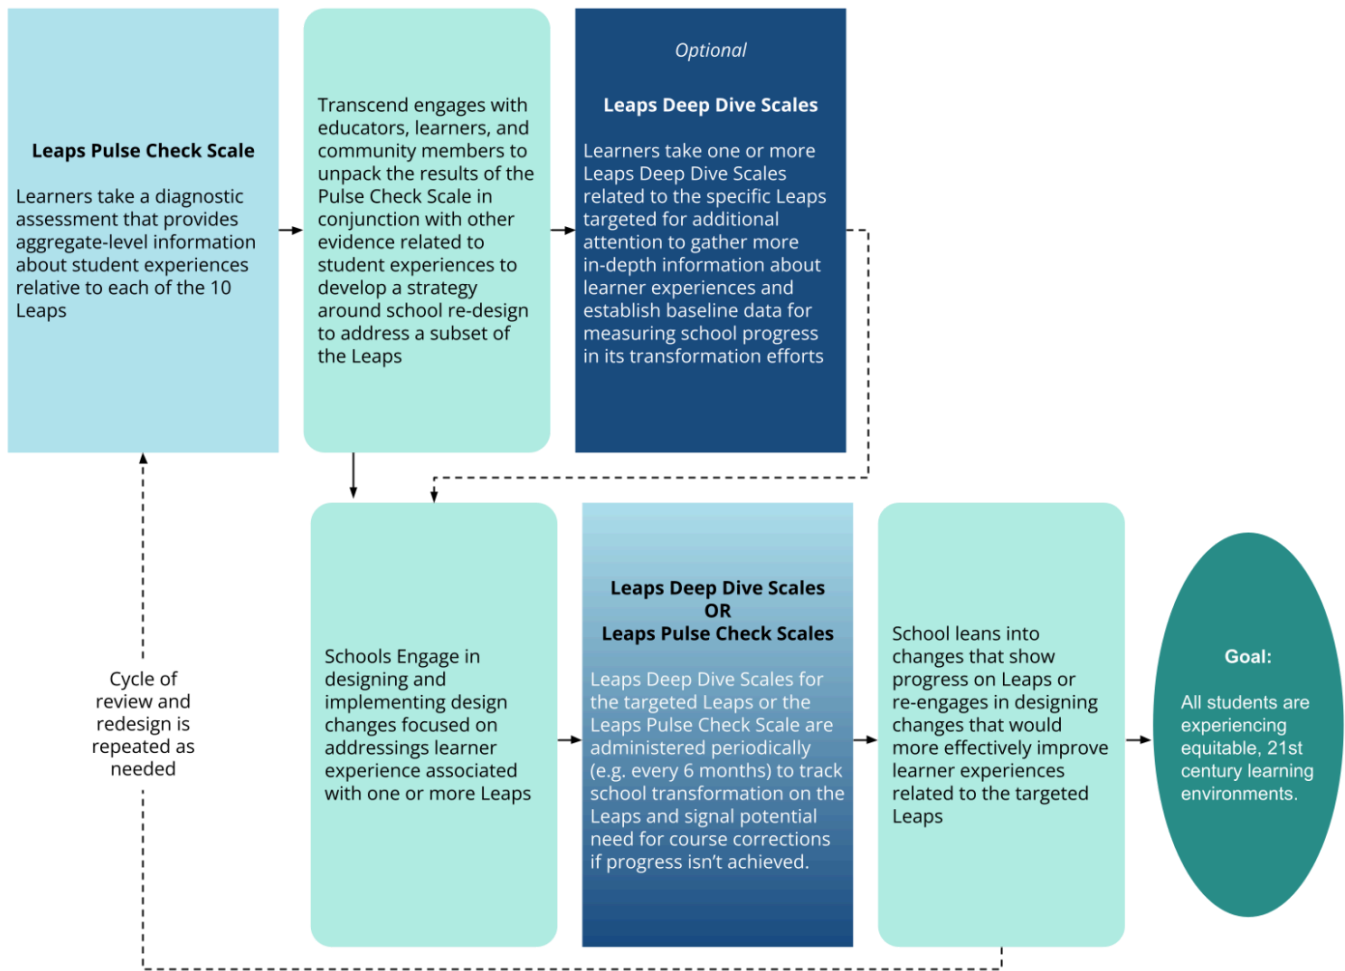 Leaps Pulse Check Scale
Learners take a diagnostic
assessment that provides
aggregate-level information
about student experiences
relative to each of the 10
Leaps
Transcend engages with
educators, learners, and
community members to
unpack the results of the
Pulse Check Scale in
conjunction with other
evidence related to
student experiences to
develop a strategy
around school re-design
to address a subset of
the Leaps
Optional
Leaps Deep Dive Scales
Learners take one or more
Leaps Deep Dive Scales
related to the specific Leaps
targeted for additional
attention to gather more
in-depth information about
learner experiences and
establish baseline data for
measuring school progress
in its transformation efforts
Cycle of
review and
redesign is
repeated as
needed
Schools Engage in
designing and
implementing design
changes focused on
addressings learner
experience associated
with one or more Leaps
Leaps Deep Dive Scales
OR
Leaps Pulse Check Scales
Leaps Deep Dive Scales for
the targeted Leaps or the
Leaps Pulse Check Scale are
administered periodically
(e.g. every 6 months) to track
school transformation on the
Leaps and signal potential
need for course corrections
if progress isn’t achieved.
School leans into
changes that show
progress on Leaps or
re-engages in designing
changes that would
more effectively improve
learner experiences
related to the targeted
Leaps
Goal:
All students are
experiencing
equitable, 21st
century learning
environments.